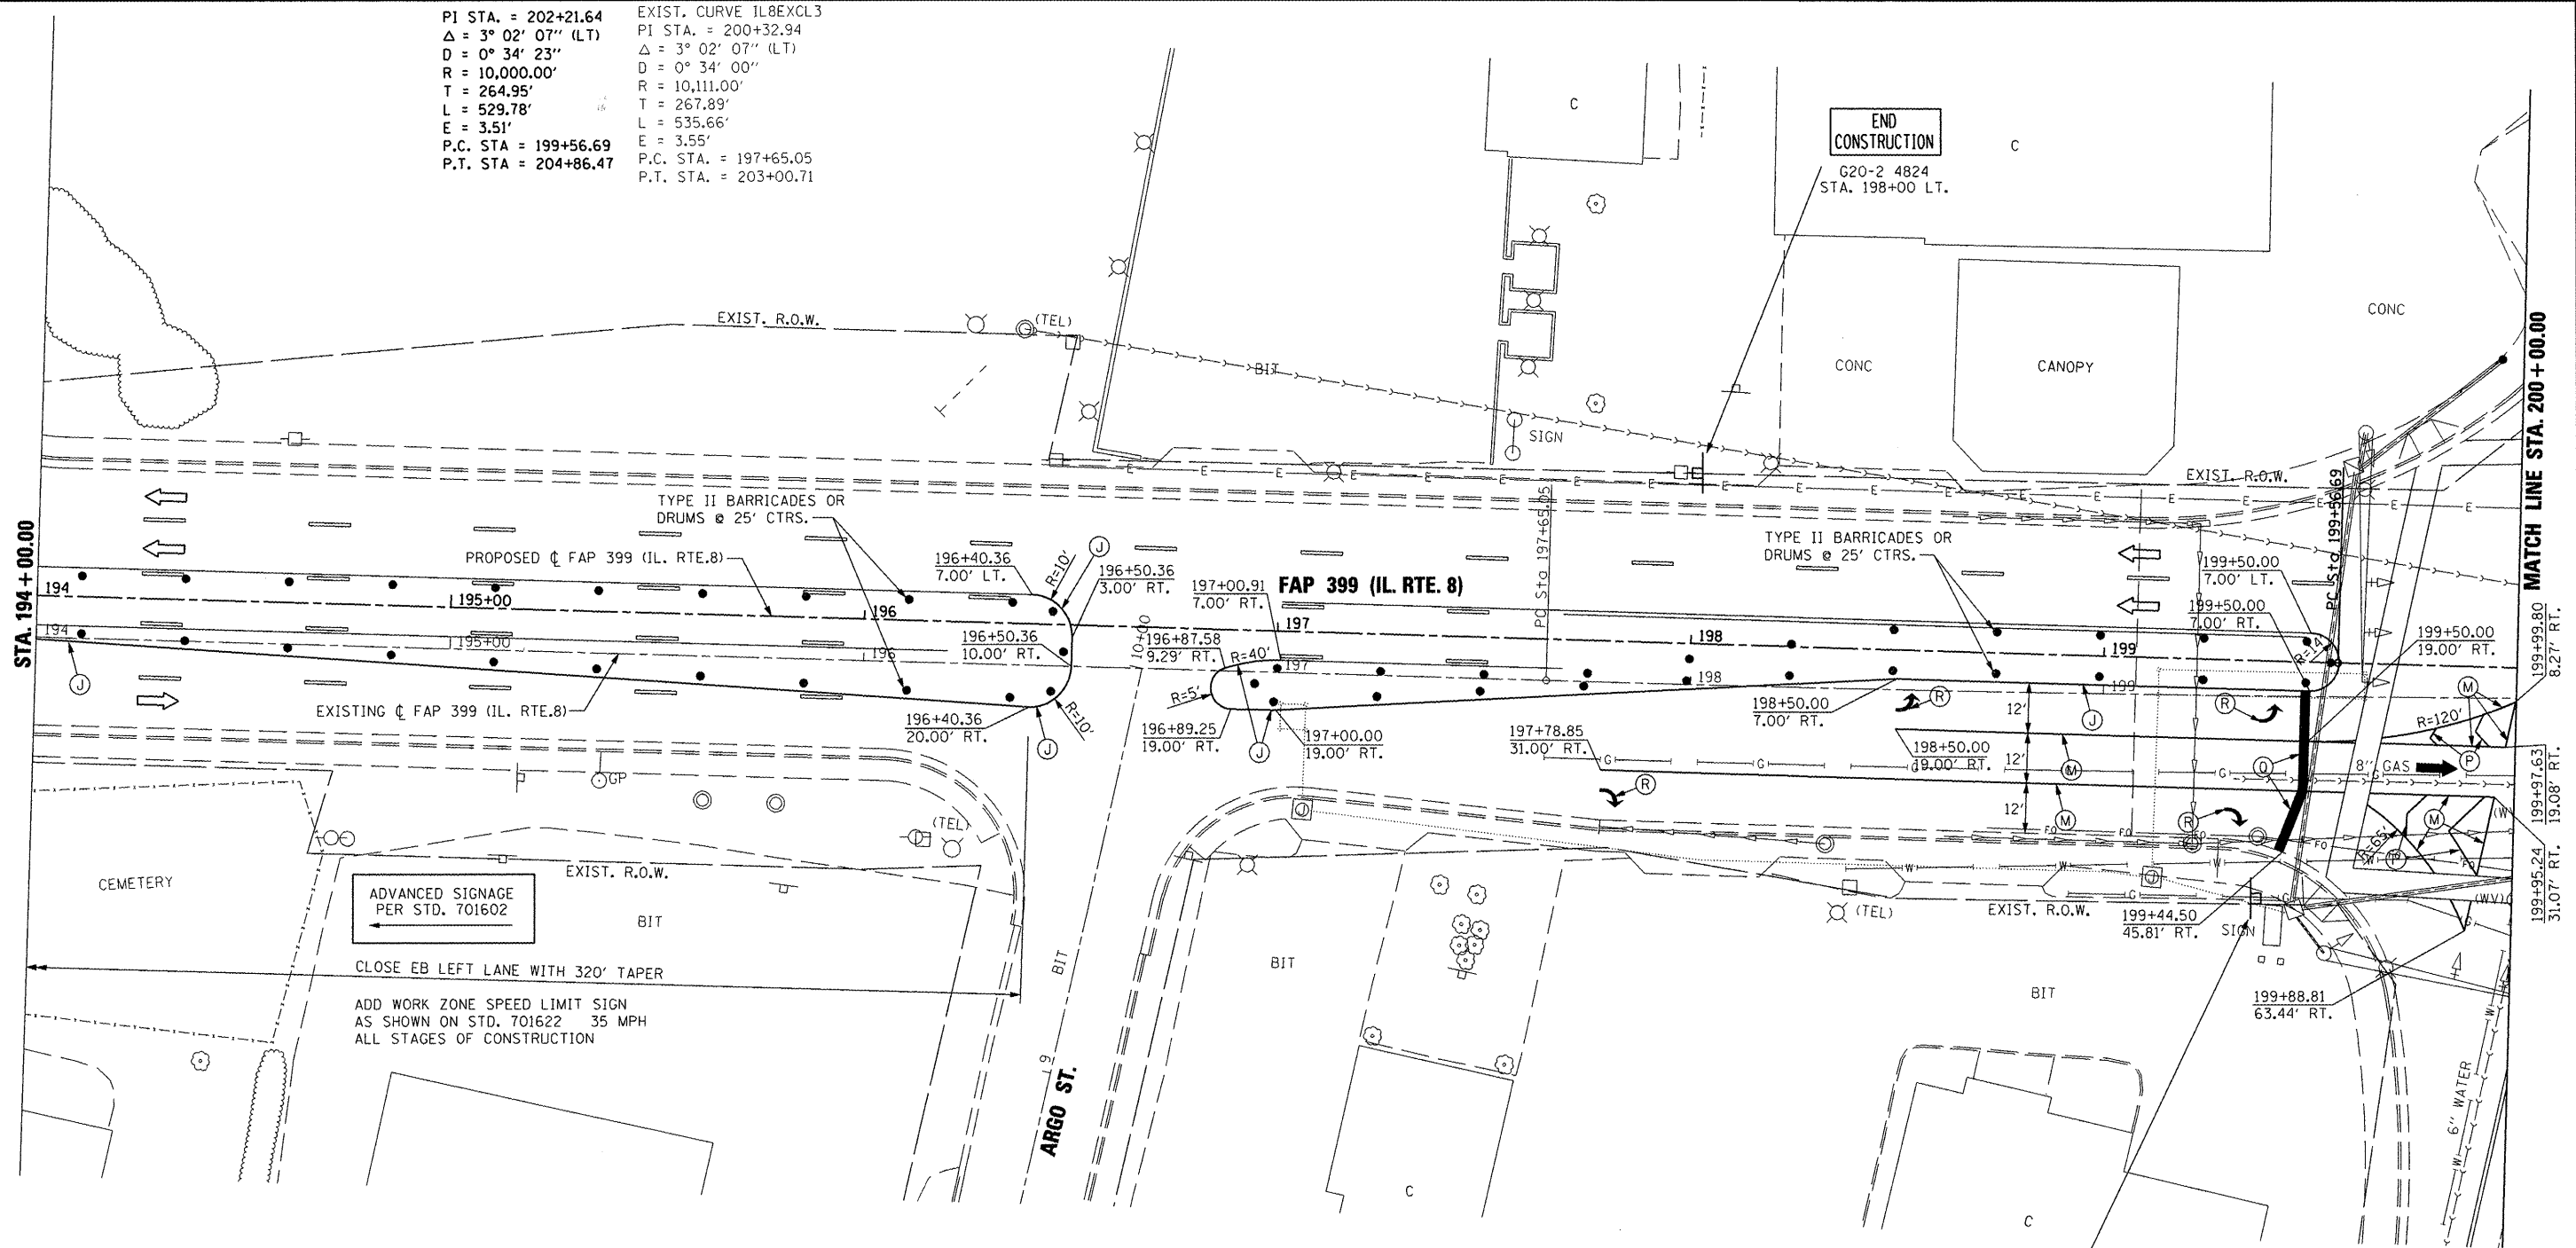 PI STA. = 202+21.64
Δ = 3° 02' 07" (LT)
D = 0° 34' 23"
R = 10,000.00'
T = 264.95'
L = 529.78'
E = 3.51'
P.C. STA = 199+56.69
P.T. STA = 204+86.47
EXIST. CURVE IL8EXCL3
PI STA. = 200+32.94
Δ = 3° 02' 07" (LT)
D = 0° 34' 00"
R = 10,111.00'
T = 267.89'
L = 535.66'
E = 3.55'
P.C. STA. = 197+65.05
P.T. STA. = 203+00.71
C
END
CONSTRUCTION
G20-2 4824
STA. 198+00 LT.
C
EXIST. R.O.W.
(TEL)
BIT
CONC
CANOPY
CONC
SIGN
EXIST. R.O.W.
E E E E E E E E E E E E E E
STA. 194+00.00
MATCH LINE STA. 200+00.00
TYPE II BARRICADES OR
DRUMS @ 25' CTRS.
PROPOSED ℄ FAP 399 (IL. RTE.8)
196+40.36
7.00' LT.
R=10'
J
196+50.36
3.00' RT.
197+00.91
7.00' RT.
FAP 399 (IL. RTE. 8)
PC Sta 197+65.05
TYPE II BARRICADES OR
DRUMS @ 25' CTRS.
199+50.00
7.00' LT.
199+50.00
7.00' RT.
PC Sta 199+56.69
R=14'
199+50.00
19.00' RT.
199+99.80
8.27' RT.
194
195+00
196
197
198
199
194
195+00
196
197
198
199
196+50.36
10.00' RT.
10+00
196+87.58
9.29' RT.
R=40'
R=5'
J
EXISTING ℄ FAP 399 (IL. RTE.8)
196+40.36
20.00' RT.
J
R=10'
196+89.25
19.00' RT.
J
197+00.00
19.00' RT.
197+78.85
31.00' RT.
198+50.00
7.00' RT.
R
12'
J
R
M
R=120'
198+50.00
19.00' RT.
12'
M
Q
8" GAS
P
199+97.63
19.08' RT.
G G G G G
R
12'
M
R
M
R=65'
P
FO FO FO FO FO
W W W W
199+95.24
31.07' RT.
GP
(TEL)
J
J
CEMETERY
EXIST. R.O.W.
ADVANCED SIGNAGE
PER STD. 701602
BIT
CLOSE EB LEFT LANE WITH 320' TAPER
ADD WORK ZONE SPEED LIMIT SIGN
AS SHOWN ON STD. 701622 35 MPH
ALL STAGES OF CONSTRUCTION
BIT
9
ARGO ST.
BIT
(TEL)
EXIST. R.O.W.
199+44.50
45.81' RT.
SIGN
(WV)
G
BIT
199+88.81
63.44' RT.
6" WATER
W W W
C
C